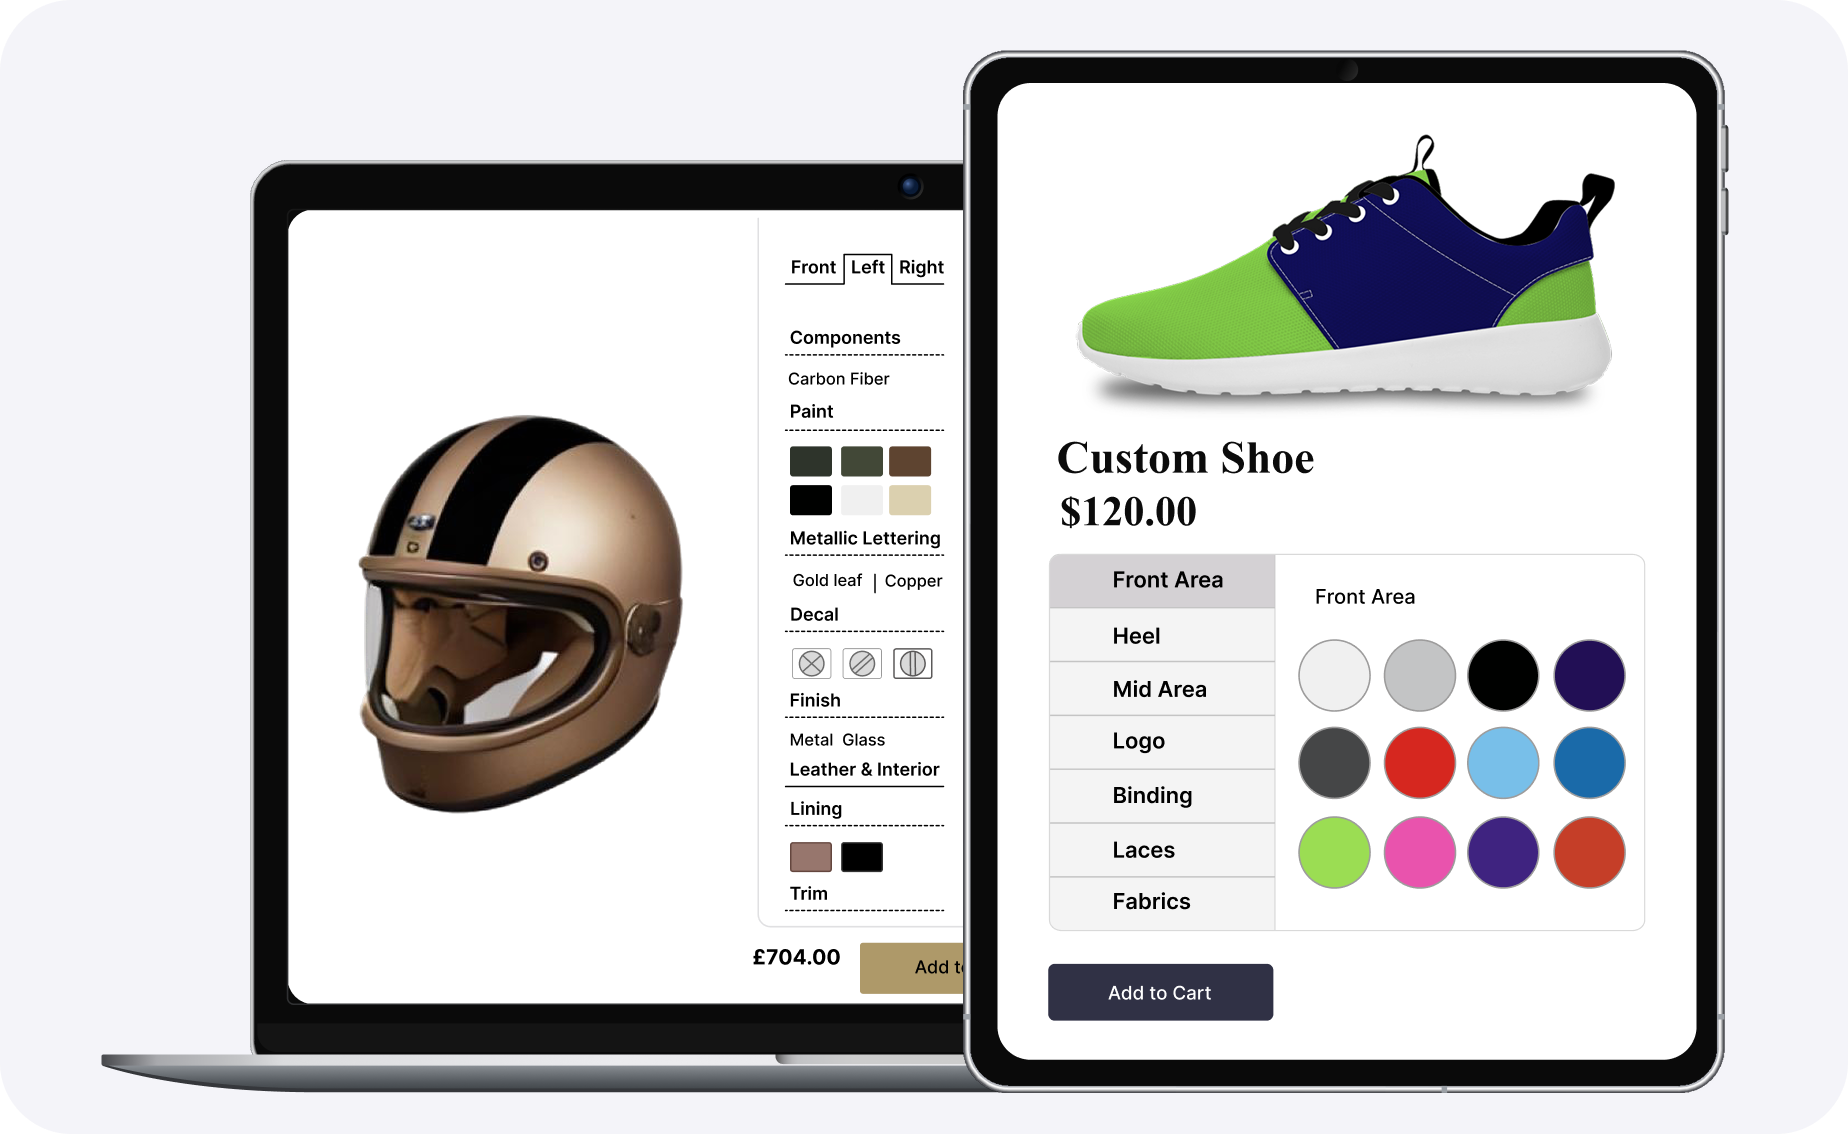 Front Left Right
Components
Carbon Fiber
Paint
Metallic Lettering
Gold leaf | Copper
Decal
Finish
Metal Glass
Leather & Interior
Lining
Trim
£704.00
Add to
Custom Shoe
$120.00
Front Area
Heel
Mid Area
Logo
Binding
Laces
Fabrics
Front Area
Add to Cart